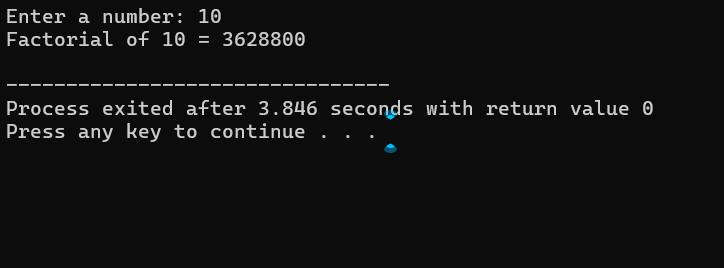 Enter a number: 10
Factorial of 10 = 3628800
--------------------------------
Process exited after 3.846 seconds with return value 0
Press any key to continue . . .